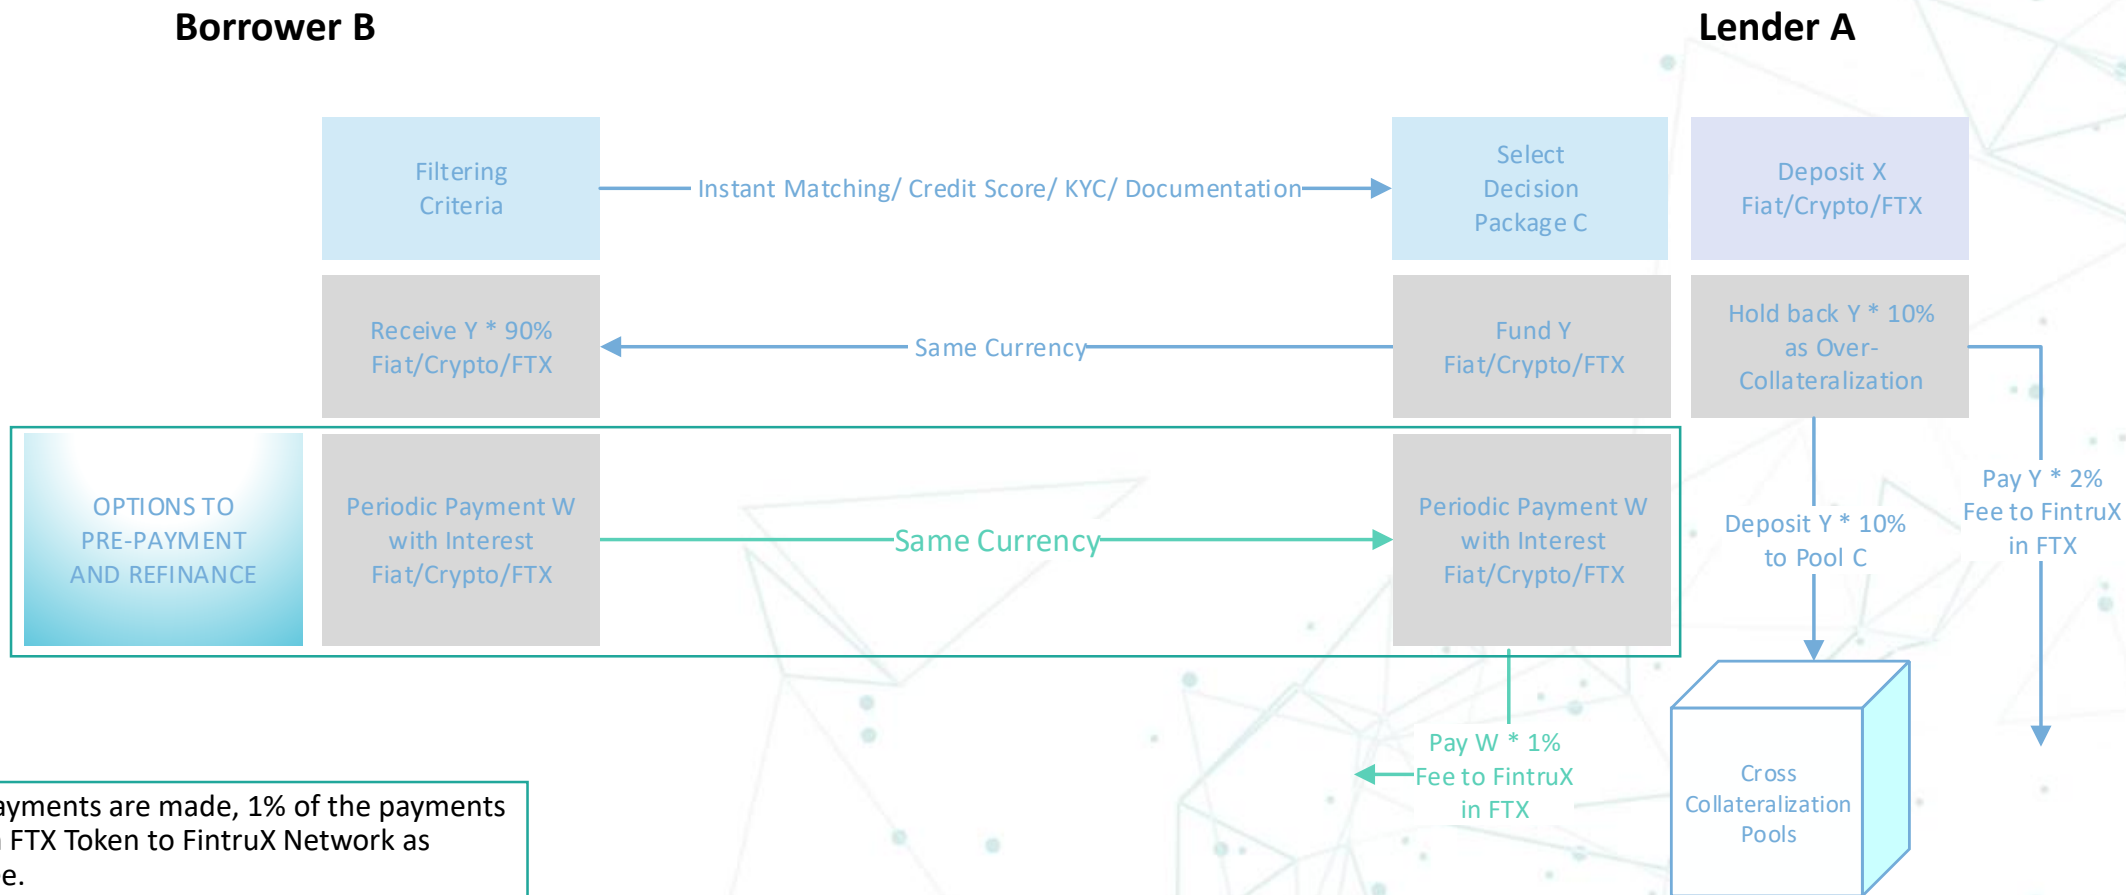 Borrower B
Lender A
Filtering
Criteria
Instant Matching/ Credit Score/ KYC/ Documentation
Select
Decision
Package C
Deposit X
Fiat/Crypto/FTX
Receive Y * 90%
Fiat/Crypto/FTX
Same Currency
Fund Y
Fiat/Crypto/FTX
Hold back Y * 10%
as Over-
Collateralization
OPTIONS TO
PRE-PAYMENT
AND REFINANCE
Periodic Payment W
with Interest
Fiat/Crypto/FTX
Same Currency
Periodic Payment W
with Interest
Fiat/Crypto/FTX
Deposit Y * 10%
to Pool C
Pay Y * 2%
Fee to FintruX
in FTX
Pay W * 1%
Fee to FintruX
in FTX
Cross
Collateralization
Pools
payments are made, 1% of the payments
FTX Token to FintruX Network as